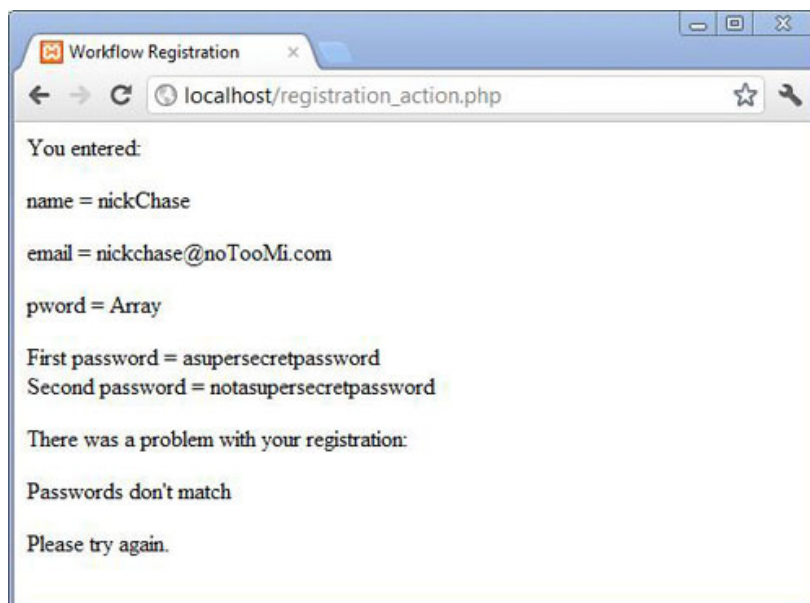 Workflow Registration
localhost/registration_action.php
You entered:
name = nickChase
email = nickchase@noTooMi.com
pword = Array
First password = asupersecretpassword
Second password = notasupersecretpassword
There was a problem with your registration:
Passwords don't match
Please try again.